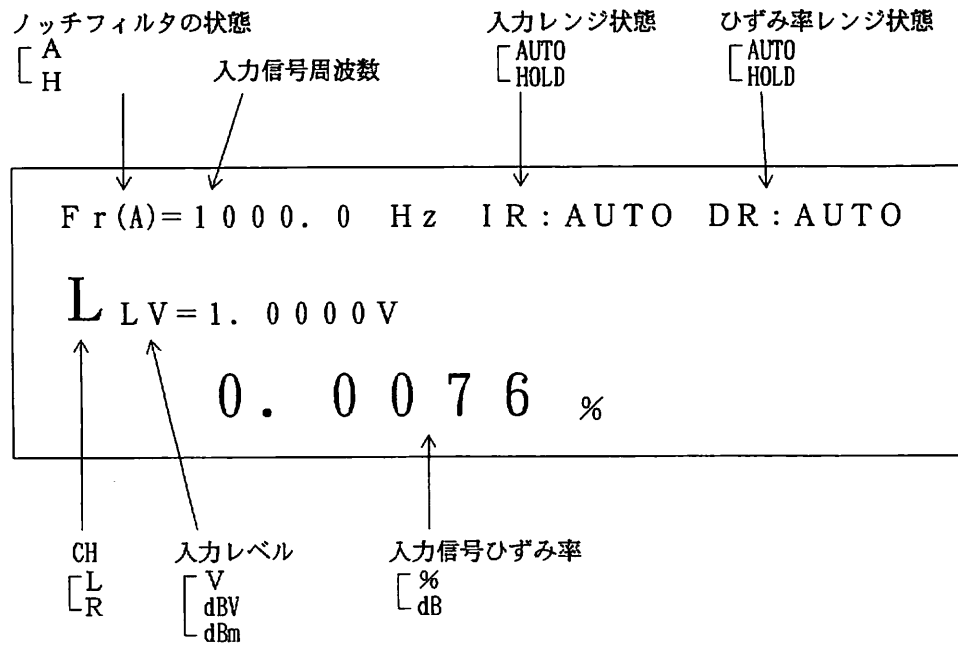 ノッチフィルタの状態
A
H
入力信号周波数
入力レンジ状態
AUTO
HOLD
ひずみ率レンジ状態
AUTO
HOLD
Fr(A)=1000.0 Hz IR:AUTO DR:AUTO
L LV=1.0000V
0.0076 %
CH
L
R
入力レベル
V
dBV
dBm
入力信号ひずみ率
%
dB